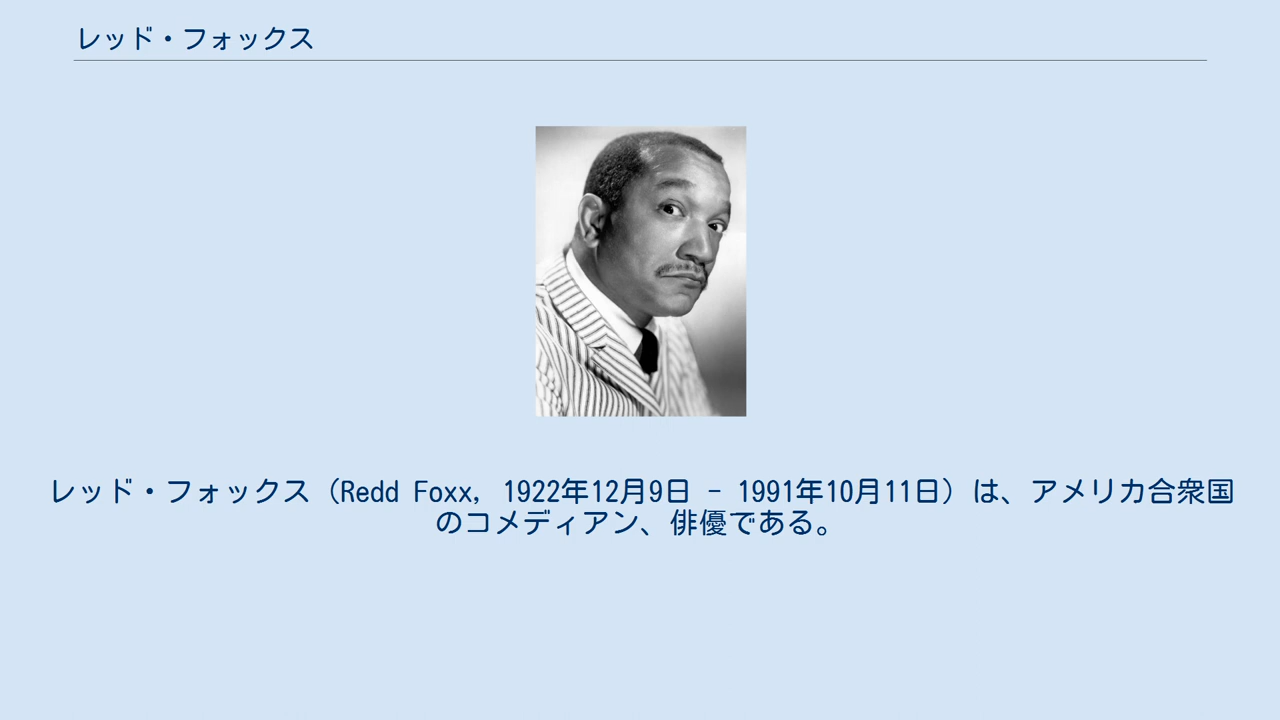 レッド・フォックス
レッド・フォックス（Redd Foxx, 1922年12月9日 - 1991年10月11日）は、アメリカ合衆国
のコメディアン、俳優である。